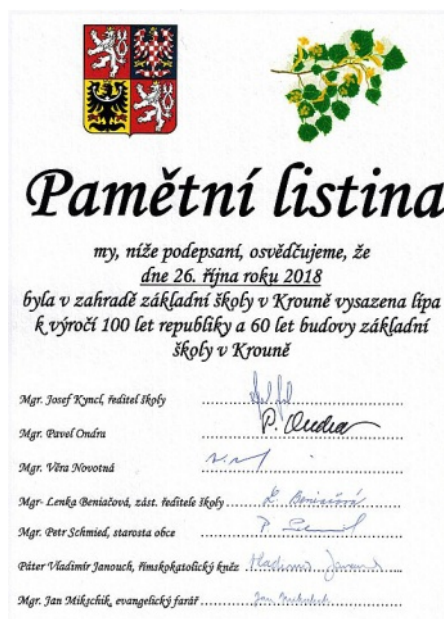 Pamětní listina
my, níže podepsaní, osvědčujeme, že
dne 26. října roku 2018
byla v zahradě základní školy v Krouně vysazena lípa
k výročí 100 let republiky a 60 let budovy základní
školy v Krouně
Mgr. Josef Kyncl, ředitel školy
Mgr. Pavel Ondra P. Ondra
Mgr. Věra Novotná
Mgr- Lenka Beniačová, zást. ředitele školy L. Beniačová
Mgr. Petr Schmied, starosta obce
Páter Vladimír Janouch, římskokatolický kněz Vladimír
Mgr. Jan Mikschik, evangelický farář Jan